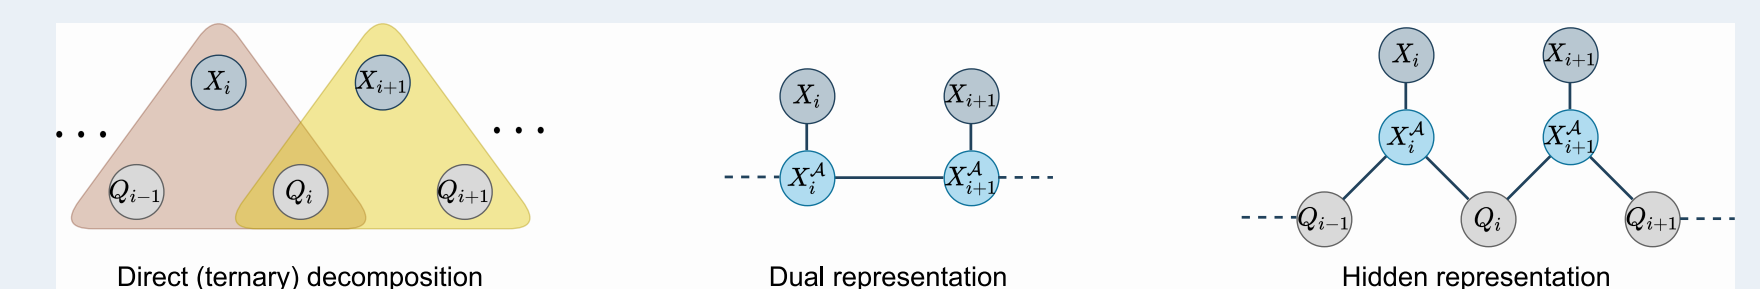 X_i X_{i+1}
... ...
Q_{i-1} Q_i Q_{i+1}
Direct (ternary) decomposition
X_i X_{i+1}
X_i^𝒜 X_{i+1}^𝒜
Dual representation
X_i X_{i+1}
X_i^𝒜 X_{i+1}^𝒜
Q_{i-1} Q_i Q_{i+1}
Hidden representation